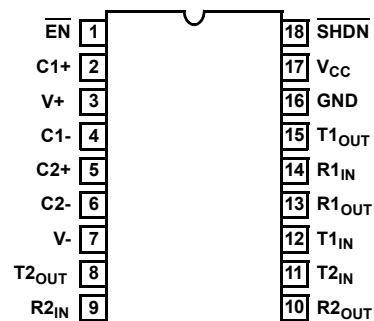 EN 1 18 SHDN
C1+ 2 17 VCC
V+ 3 16 GND
C1- 4 15 T1OUT
C2+ 5 14 R1IN
C2- 6 13 R1OUT
V- 7 12 T1IN
T2OUT 8 11 T2IN
R2IN 9 10 R2OUT